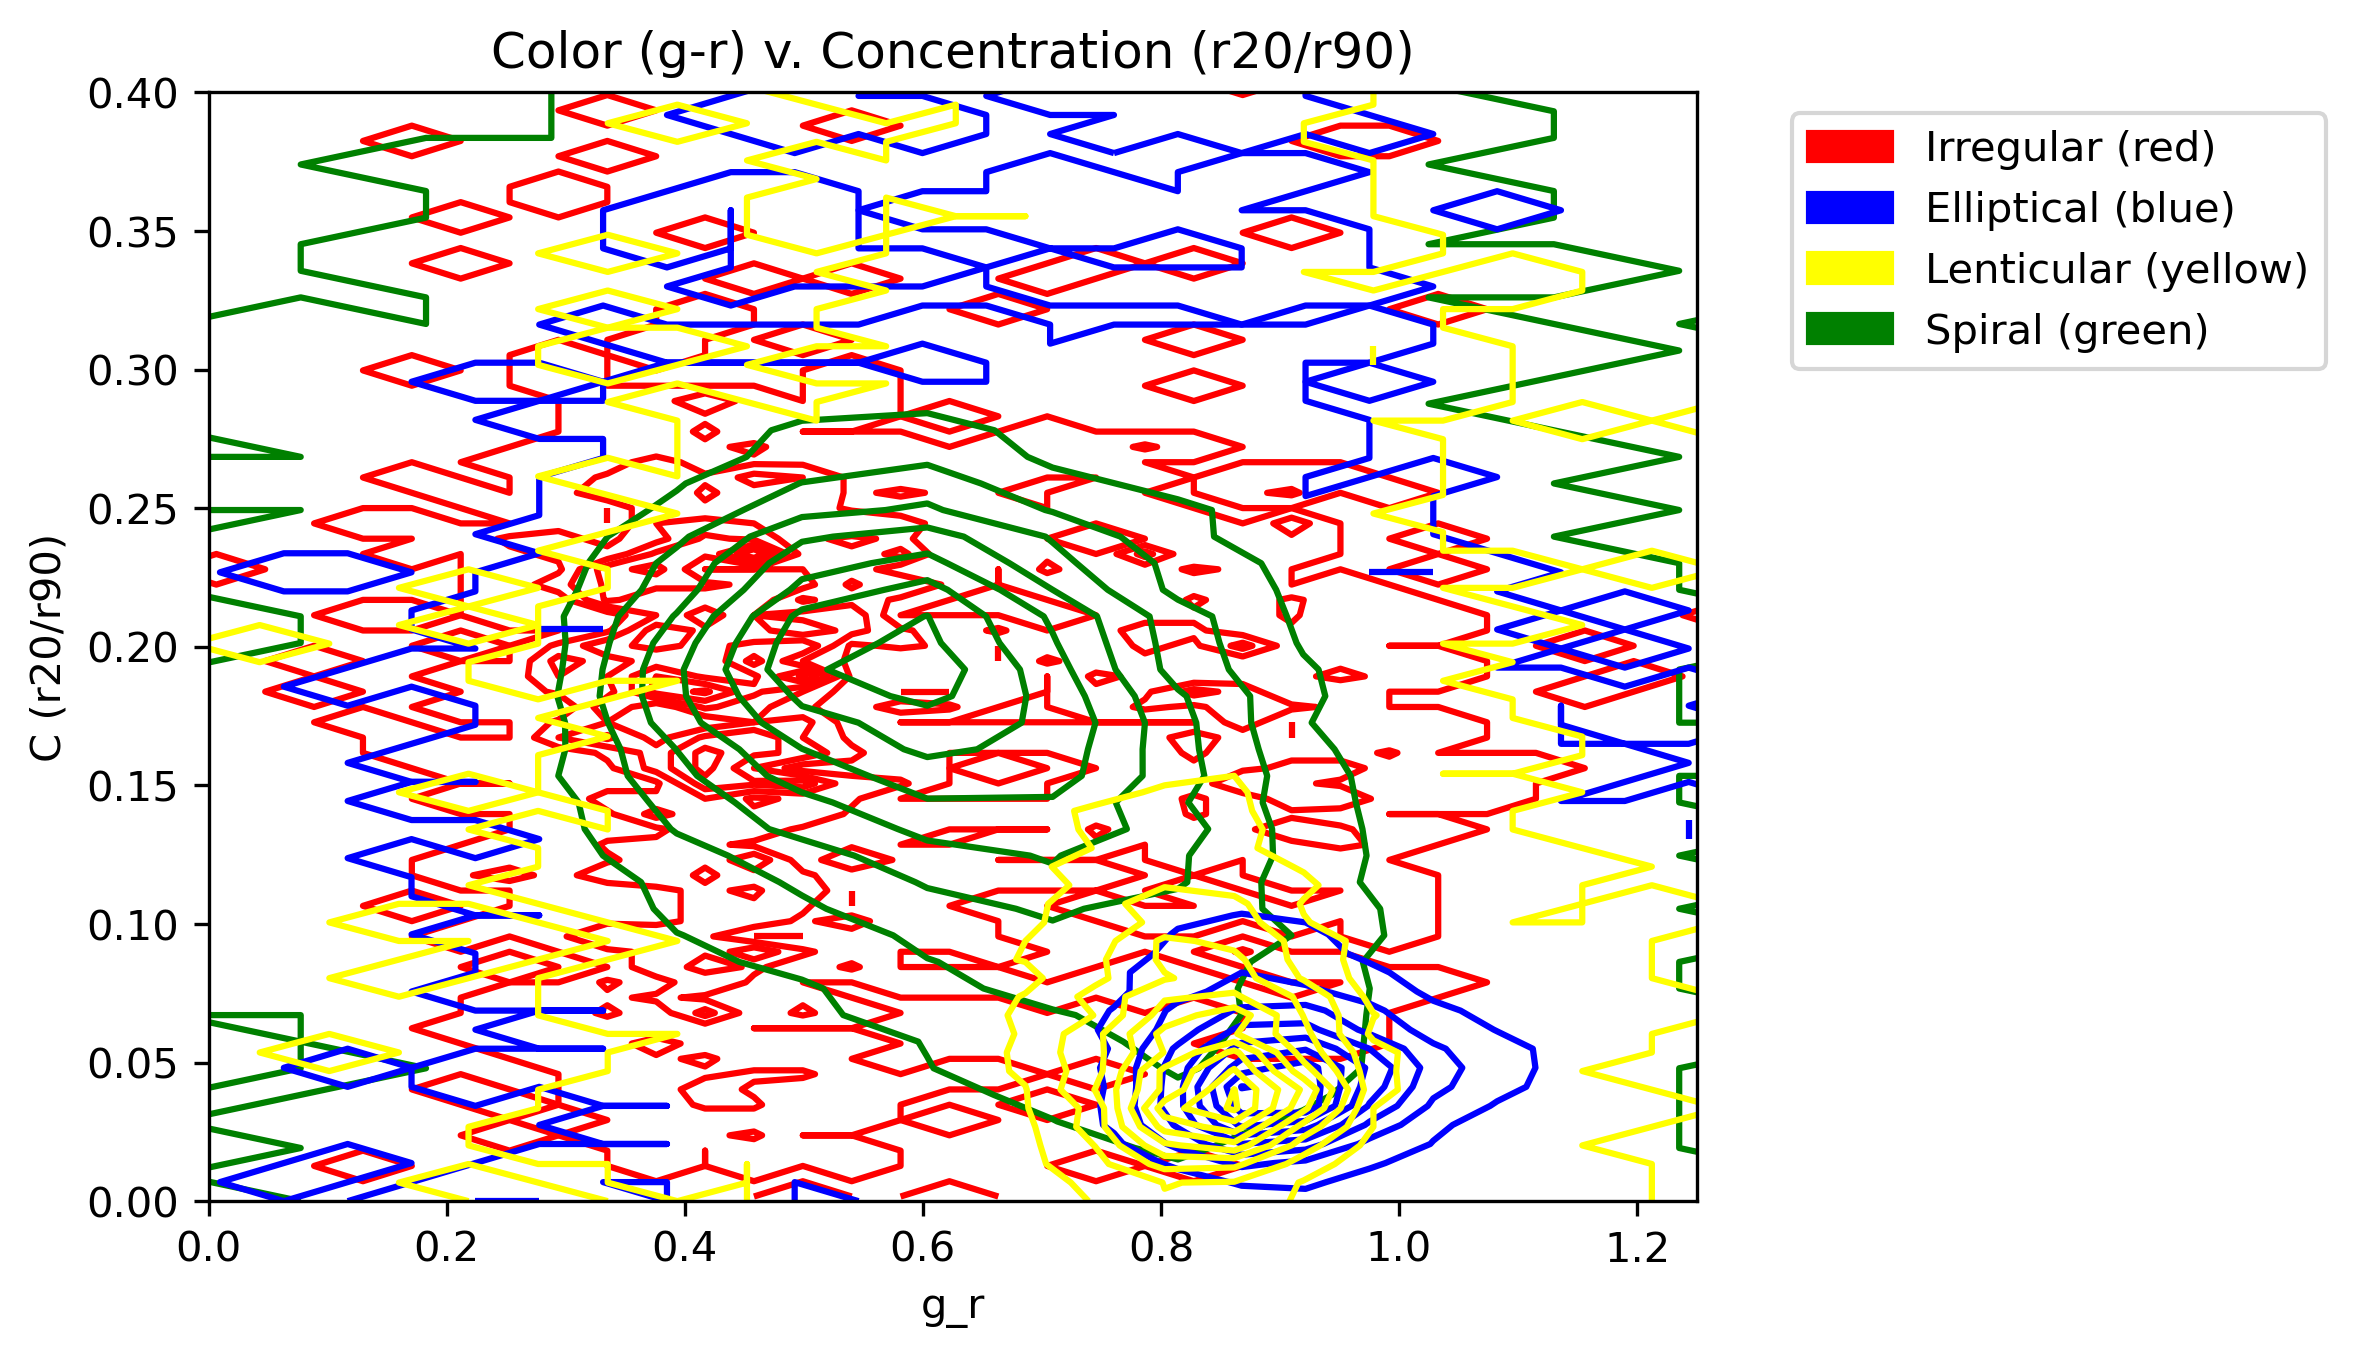 Color (g-r) v. Concentration (r20/r90)
0.40
0.35
0.30
0.25
0.20
0.15
0.10
0.05
0.00
C (r20/r90)
0.0 0.2 0.4 0.6 0.8 1.0 1.2
g_r
Irregular (red)
Elliptical (blue)
Lenticular (yellow)
Spiral (green)